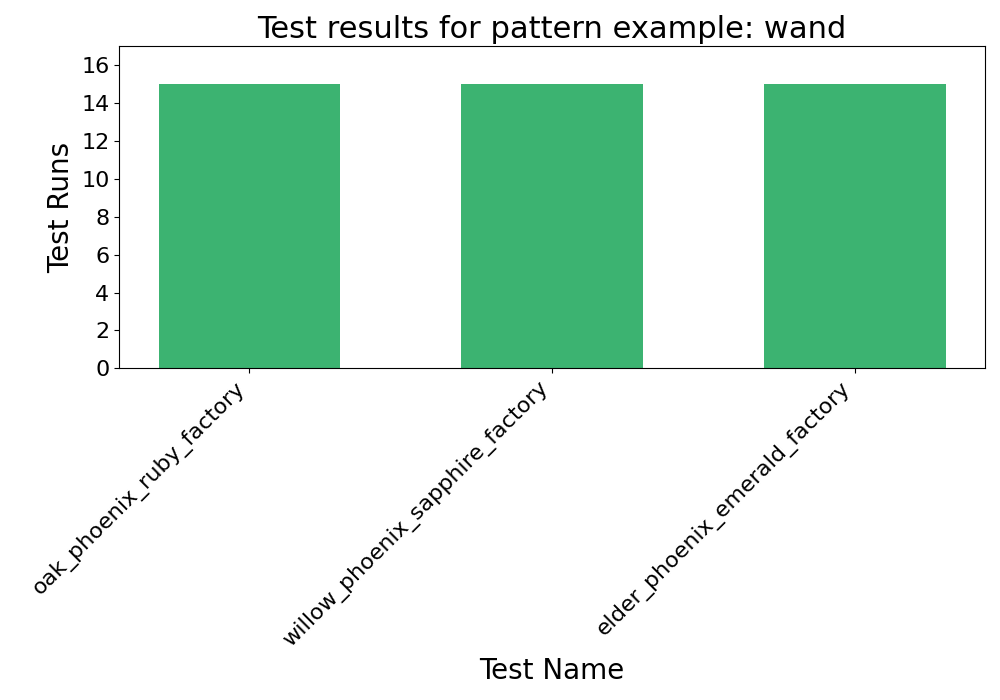 Test results for pattern example: wand
Test Runs
16
14
12
10
8
6
4
2
0
oak_phoenix_ruby_factory
willow_phoenix_sapphire_factory
elder_phoenix_emerald_factory
Test Name